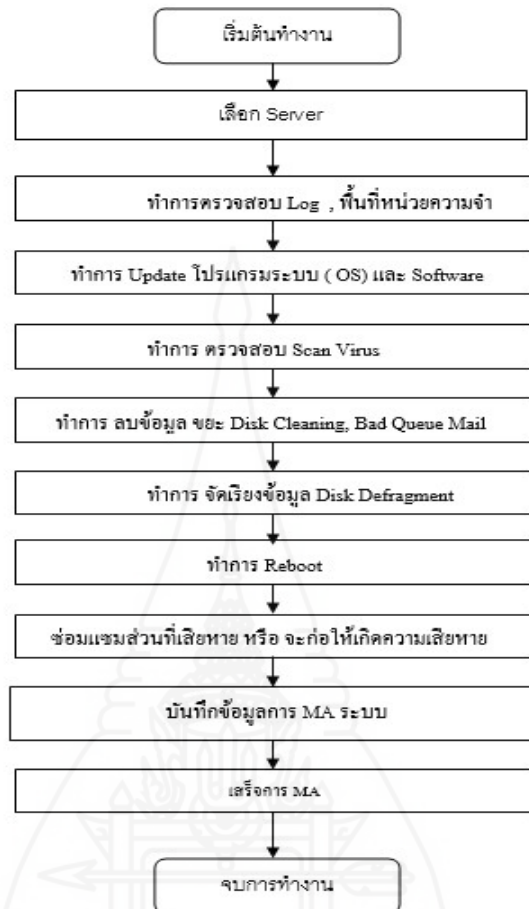 เริ่มต้นทำงาน
เลือก Server
ทำการตรวจสอบ Log , พื้นที่หน่วยความจำ
ทำการ Update โปรแกรมระบบ ( OS) และ Software
ทำการ ตรวจสอบ Scan Virus
ทำการ ลบข้อมูล ขยะ Disk Cleaning, Bad Queue Mail
ทำการ จัดเรียงข้อมูล Disk Defragment
ทำการ Reboot
ซ่อมแซมส่วนที่เสียหาย หรือ จะก่อให้เกิดความเสียหาย
บันทึกข้อมูลการ MA ระบบ
เสร็จการ MA
จบการทำงาน